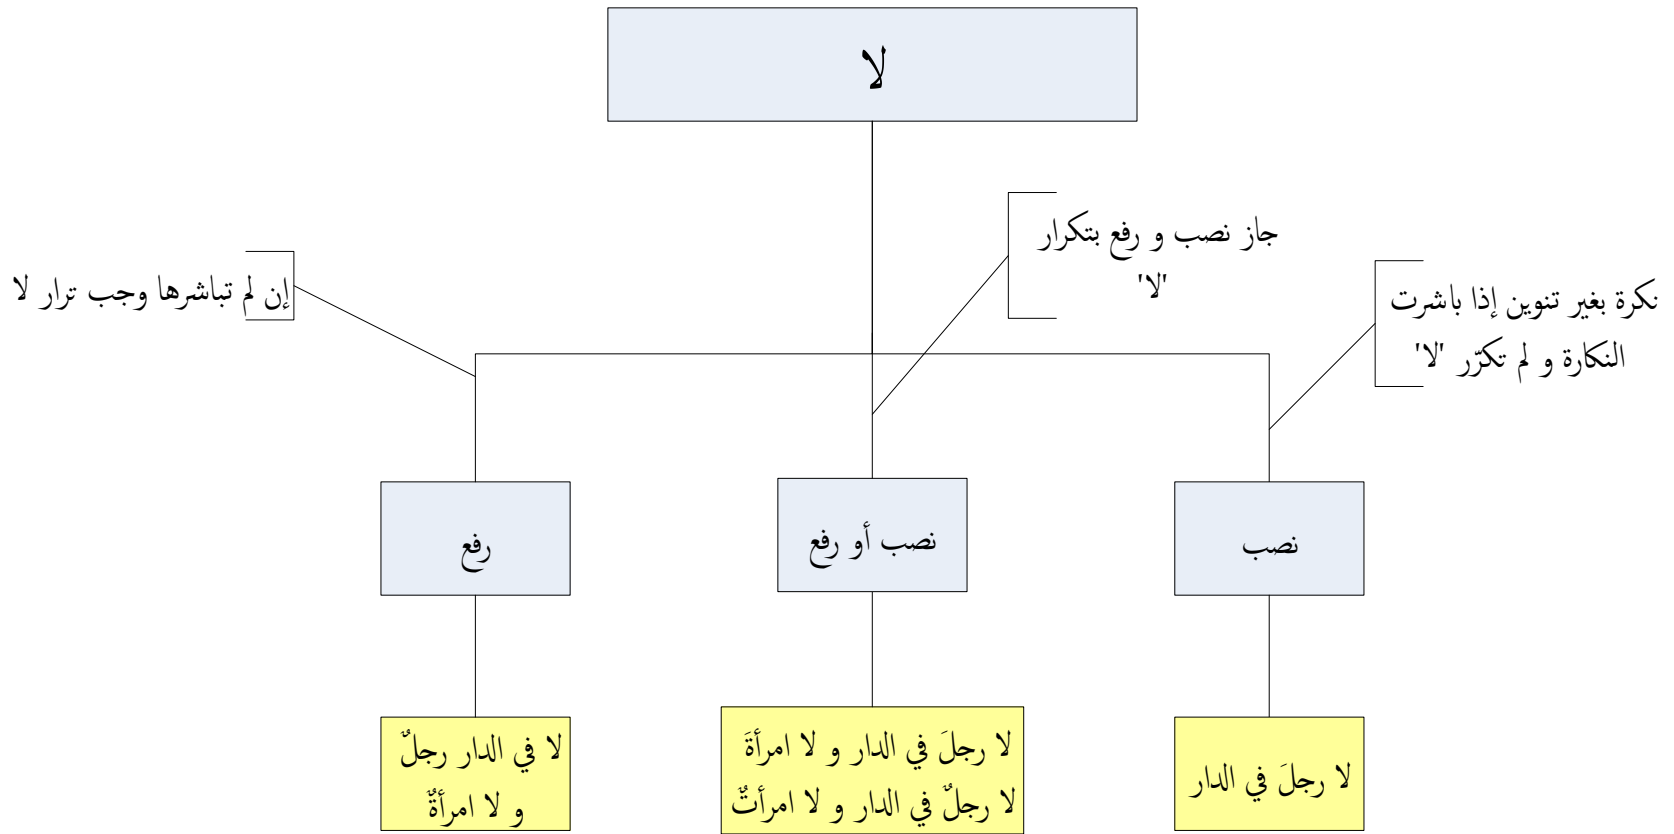 لا
جاز نصب و رفع بتكرار
'لا'
نكرة بغير تنوين إذا باشرت
النكارة و لم تكرّر 'لا'
إن لم تباشرها وجب ترار لا
نصب
نصب أو رفع
رفع
لا رجلَ في الدار
لا رجلَ في الدار و لا امرأةَ
لا رجلٌ في الدار و لا امرأتٌ
لا في الدار رجلٌ
و لا امرأةٌ